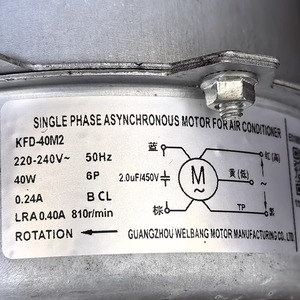 SINGLE PHASE ASYNCHRONOUS MOTOR FOR AIR CONDITIONER
KFD-40M2
220-240V~ 50Hz
40W 6P
0.24A B CL
LRA 0.40A 810r/min
ROTATION ←
蓝
红(高)
2.0uF/450V
M
~
黄(低)
棕
TP
黑
GUANGZHOU WELBANG MOTOR MANUFACTURING CO., LTD.